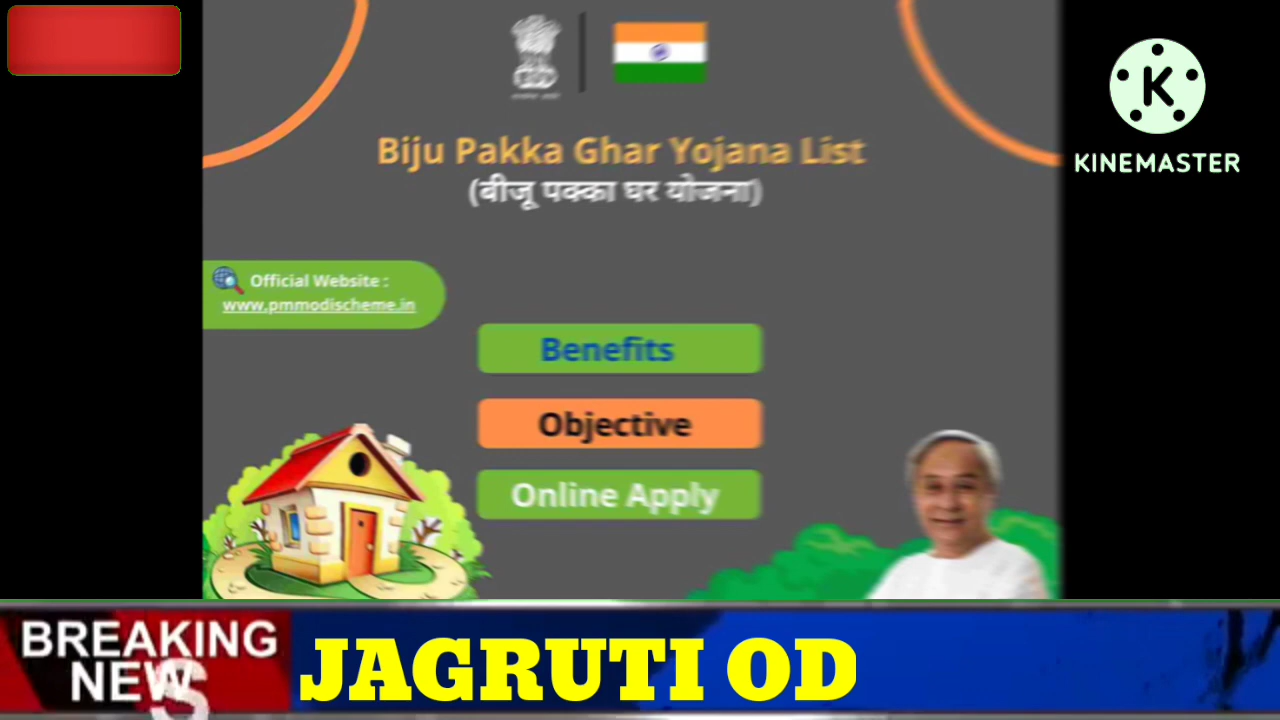 Biju Pakka Ghar Yojana List
(बीजू पक्का घर योजना)
KINEMASTER
Official Website :
www.pmmodischeme.in
Benefits
Objective
Online Apply
BREAKING
NEWS
JAGRUTI OD